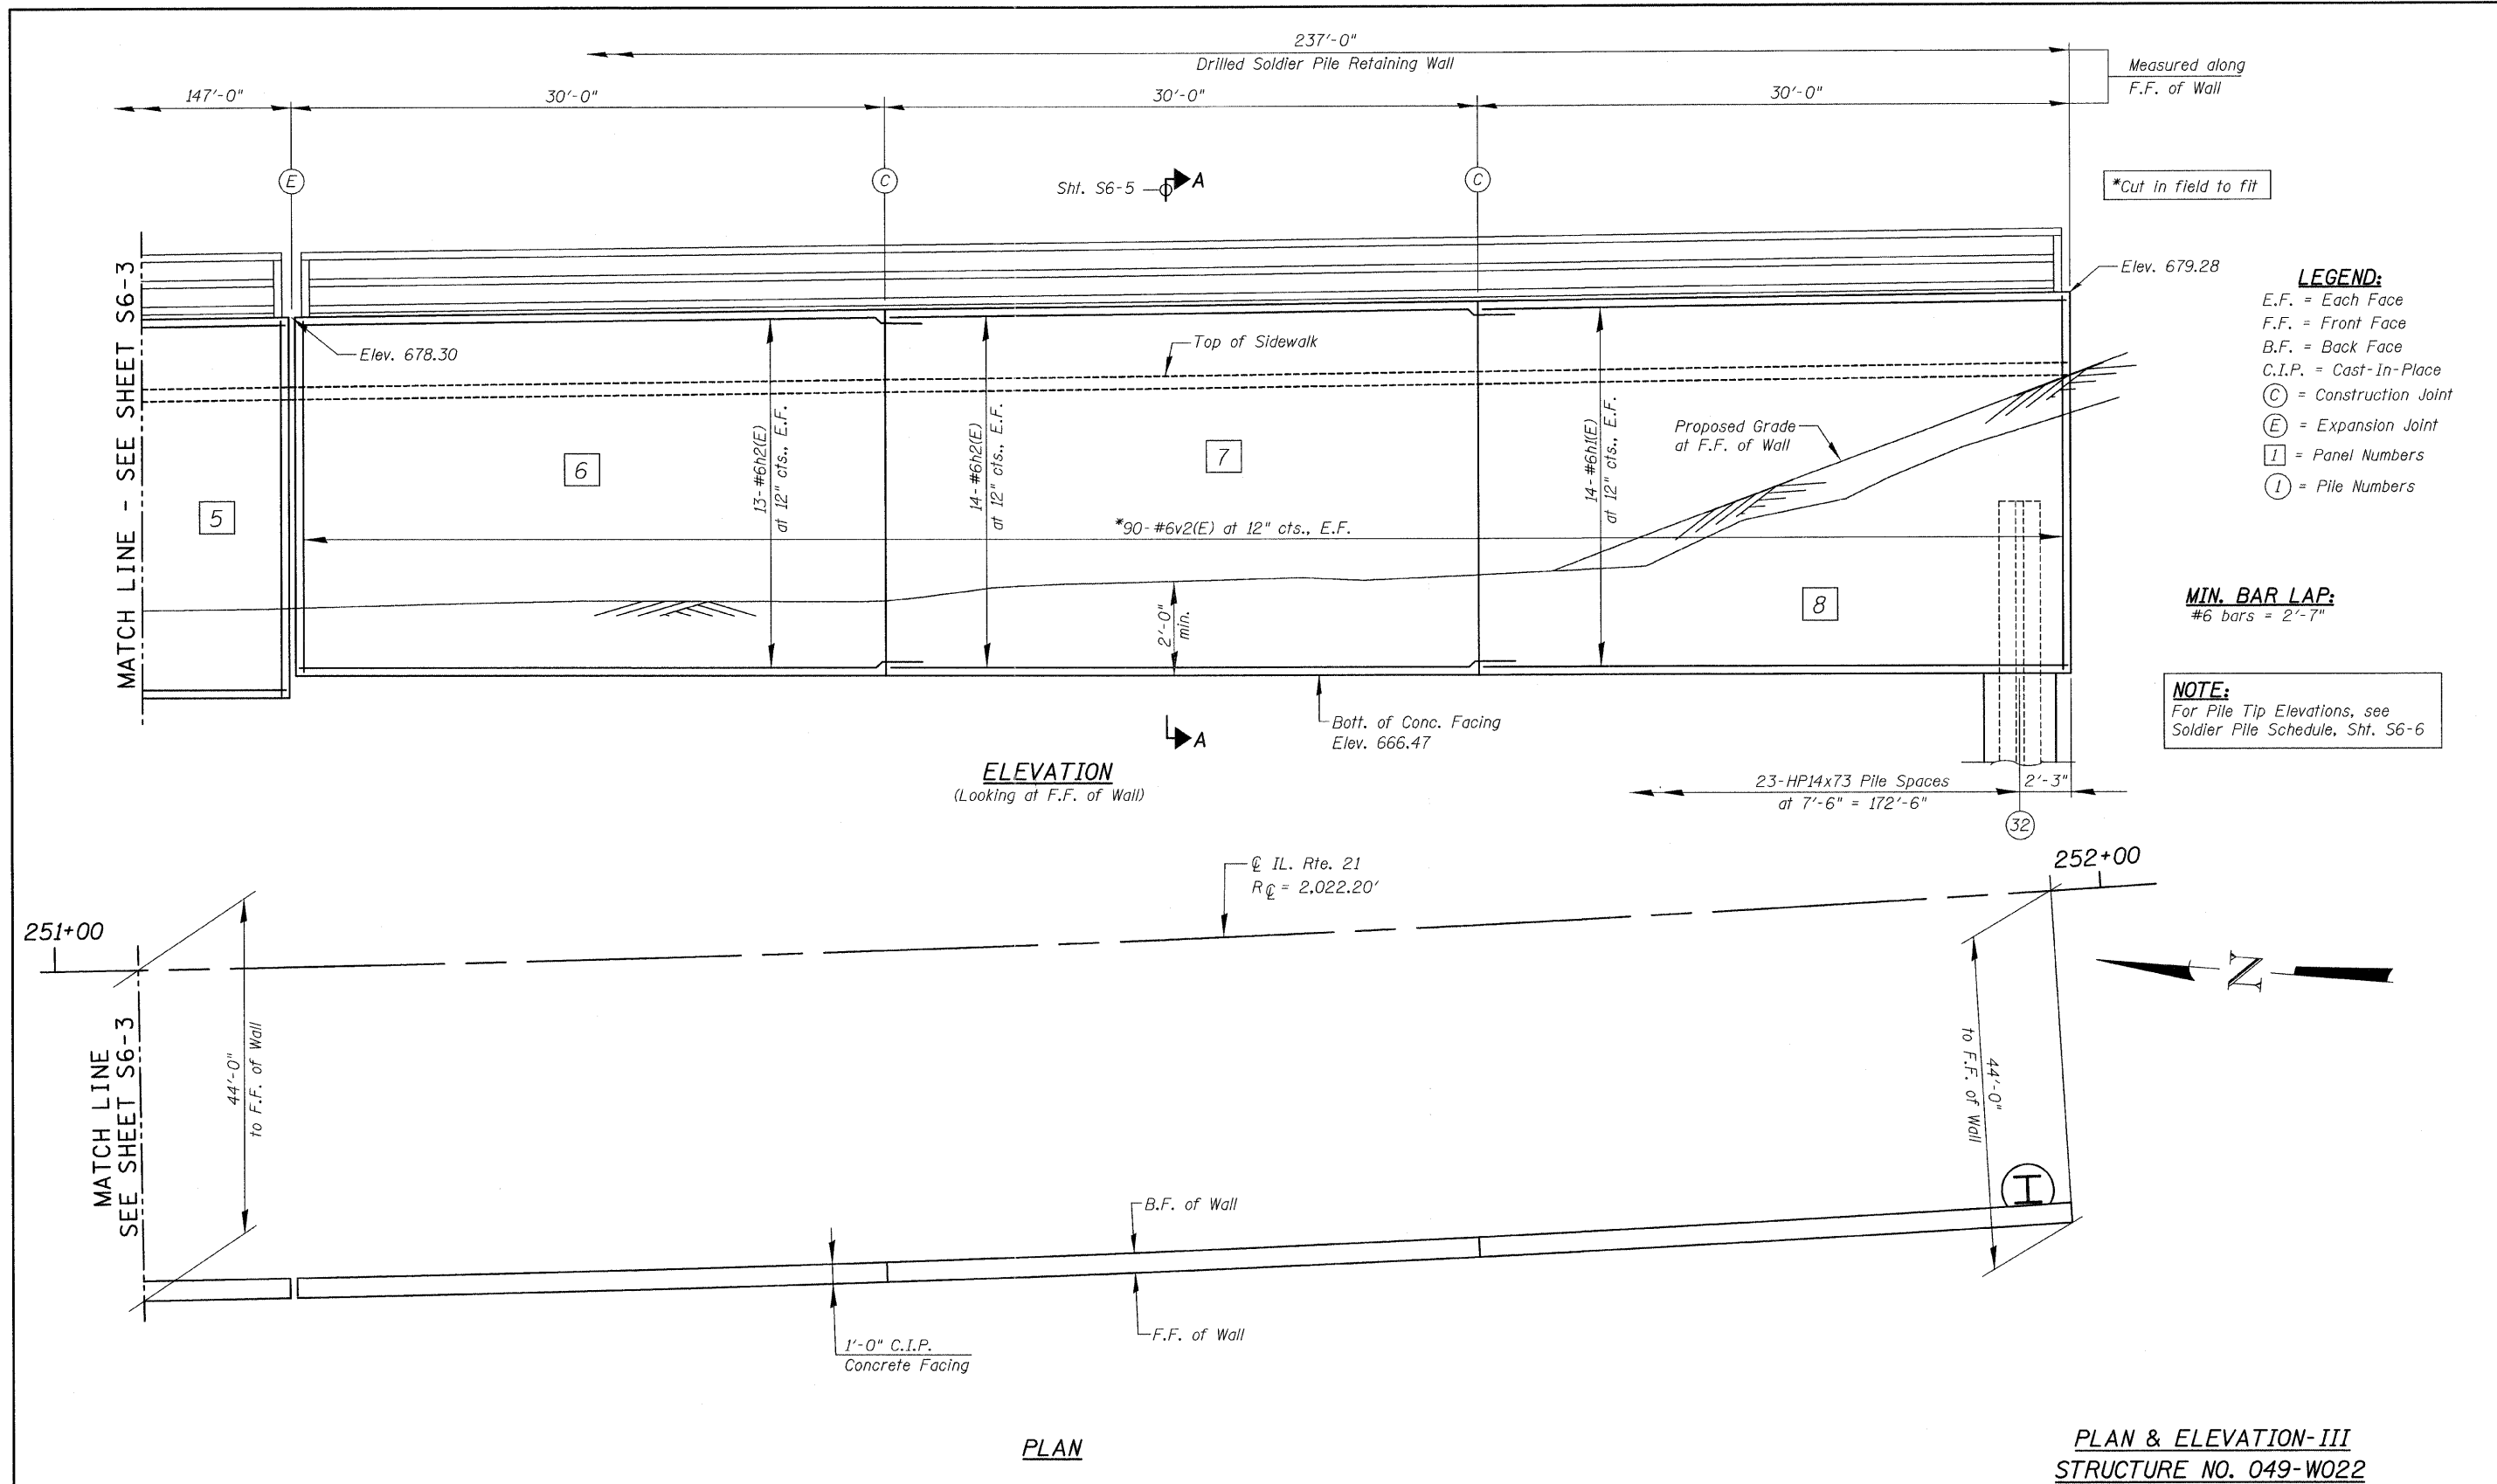 237'-0"
Drilled Soldier Pile Retaining Wall
Measured along
F.F. of Wall
147'-0"
30'-0"
30'-0"
30'-0"
E
C
C
Sht. S6-5
A
*Cut in field to fit
MATCH LINE - SEE SHEET S6-3
Elev. 678.30
Elev. 679.28
Top of Sidewalk
13-#6h2(E)
at 12" cts., E.F.
14-#6h2(E)
at 12" cts., E.F.
14-#6h1(E)
at 12" cts., E.F.
Proposed Grade
at F.F. of Wall
5
6
7
8
*90-#6v2(E) at 12" cts., E.F.
2'-0"
min.
LEGEND:
E.F. = Each Face
F.F. = Front Face
B.F. = Back Face
C.I.P. = Cast-In-Place
C = Construction Joint
E = Expansion Joint
1 = Panel Numbers
1 = Pile Numbers
MIN. BAR LAP:
#6 bars = 2'-7"
NOTE:
For Pile Tip Elevations, see
Soldier Pile Schedule, Sht. S6-6
A
Bott. of Conc. Facing
Elev. 666.47
ELEVATION
(Looking at F.F. of Wall)
23-HP14x73 Pile Spaces
at 7'-6" = 172'-6"
2'-3"
32
251+00
252+00
℄ IL. Rte. 21
R℄ = 2,022.20'
MATCH LINE
SEE SHEET S6-3
44'-0"
to F.F. of Wall
44'-0"
to F.F. of Wall
N
B.F. of Wall
F.F. of Wall
1'-0" C.I.P.
Concrete Facing
PLAN
PLAN & ELEVATION-III
STRUCTURE NO. 049-W022